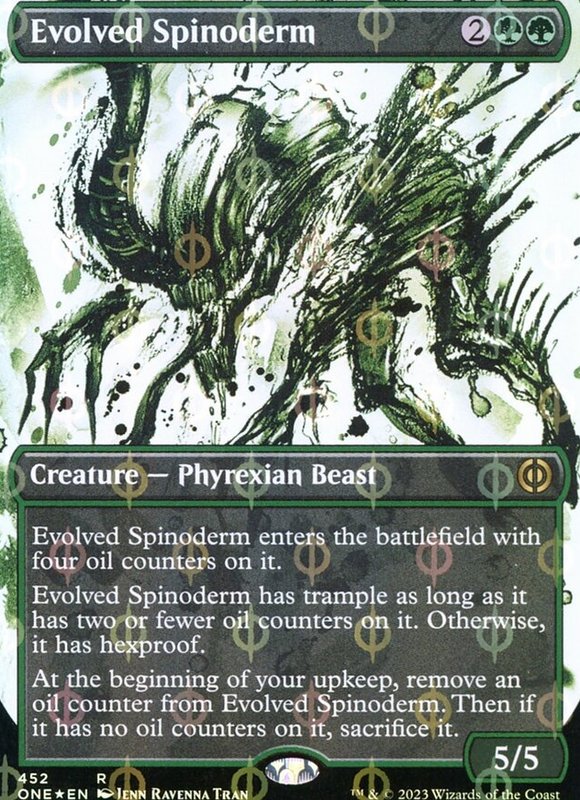 Evolved Spinoderm 2
Creature — Phyrexian Beast
Evolved Spinoderm enters the battlefield with
four oil counters on it.
Evolved Spinoderm has trample as long as it
has two or fewer oil counters on it. Otherwise,
it has hexproof.
At the beginning of your upkeep, remove an
oil counter from Evolved Spinoderm. Then if
it has no oil counters on it, sacrifice it.
5/5
452 R
ONE★EN Jenn Ravenna Tran ™ & © 2023 Wizards of the Coast